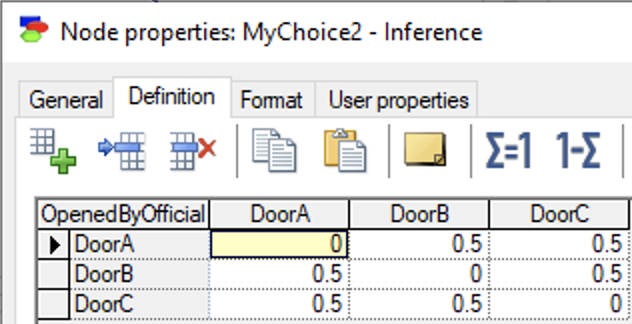 Node properties: MyChoice2 - Inference
General Definition Format User properties
Σ=1 1-Σ
OpenedByOfficial DoorA DoorB DoorC
DoorA 0 0.5 0.5
DoorB 0.5 0 0.5
DoorC 0.5 0.5 0